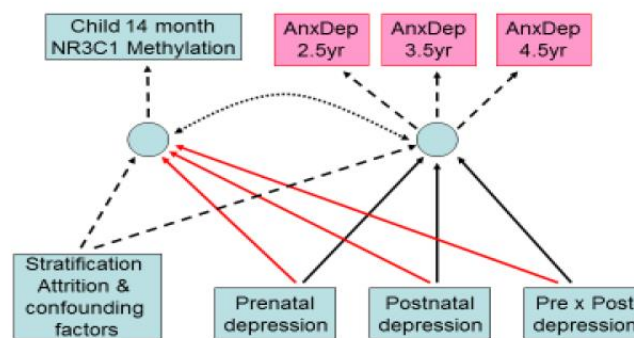 Child 14 month
NR3C1 Methylation
AnxDep
2.5yr
AnxDep
3.5yr
AnxDep
4.5yr
Stratification
Attrition &
confounding
factors
Prenatal
depression
Postnatal
depression
Pre x Post
depression